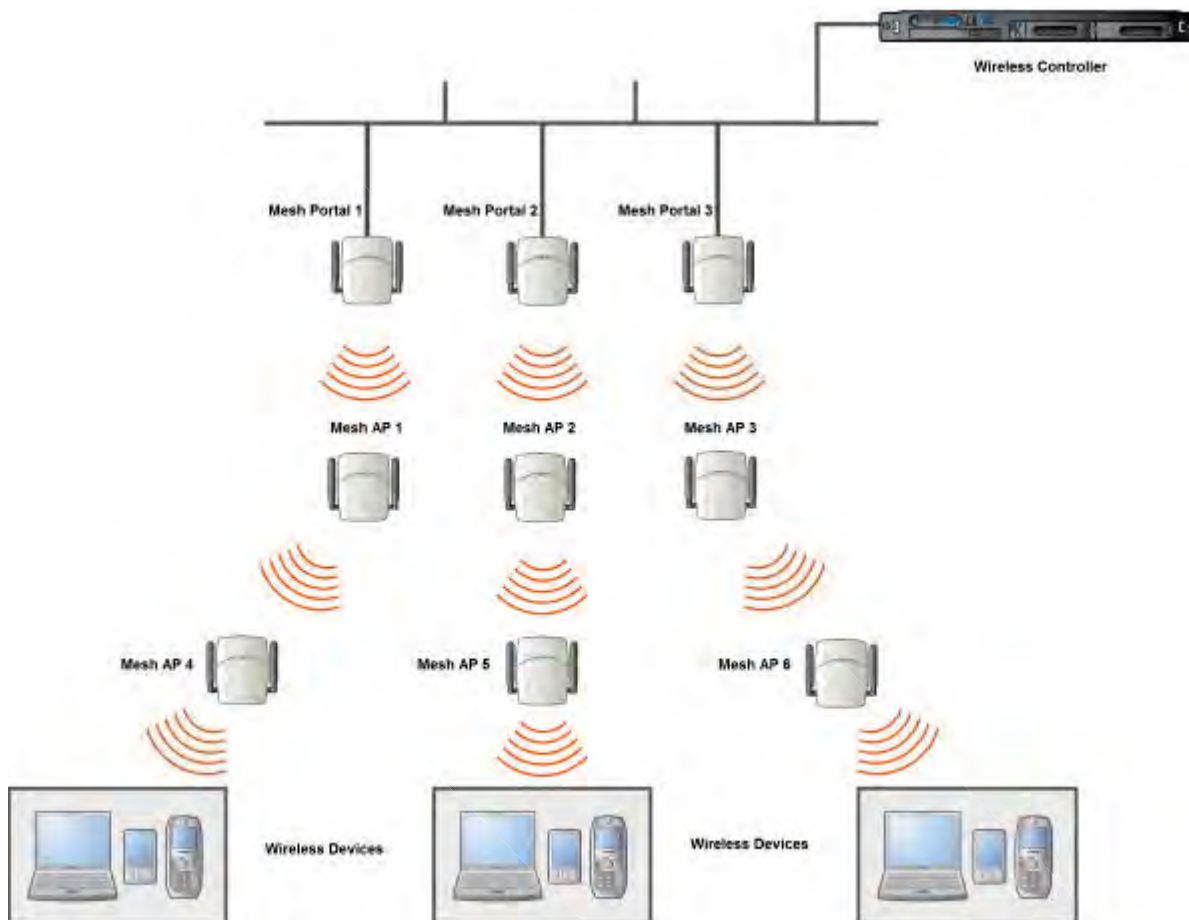 Wireless Controller
Mesh Portal 1
Mesh Portal 2
Mesh Portal 3
Mesh AP 1
Mesh AP 2
Mesh AP 3
Mesh AP 4
Mesh AP 5
Mesh AP 6
Wireless Devices
Wireless Devices